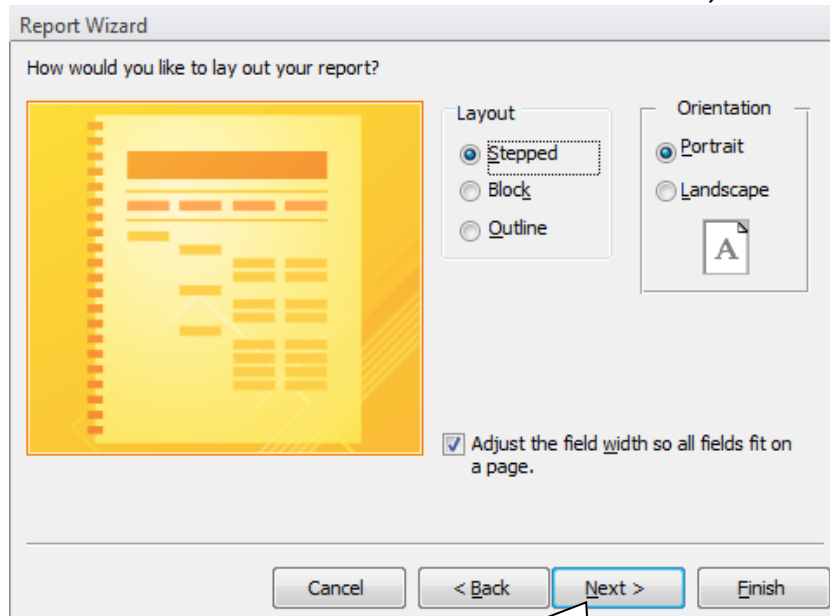 Report Wizard
How would you like to lay out your report?
Layout
Stepped
Block
Outline
Orientation
Portrait
Landscape
A
Adjust the field width so all fields fit on
a page.
Cancel
< Back
Next >
Finish